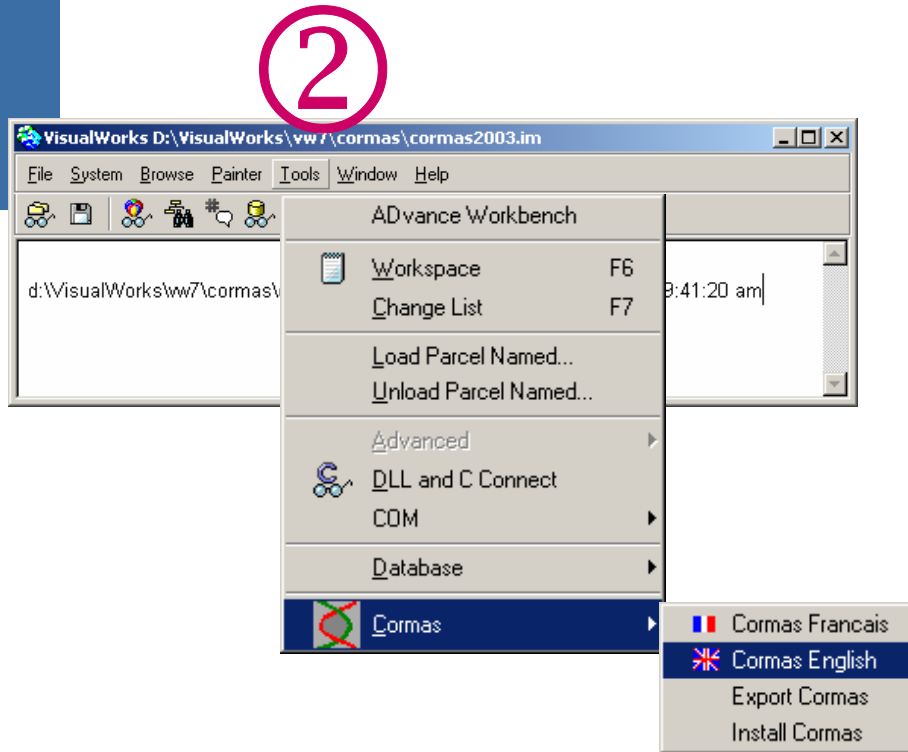 2
VisualWorks D:\VisualWorks\vw7\cormas\cormas2003.im
File System Browse Painter Tools Window Help
ADvance Workbench
Workspace F6
d:\VisualWorks\vw7\cormas\ 9:41:20 am
Change List F7
Load Parcel Named...
Unload Parcel Named...
Advanced
DLL and C Connect
COM
Database
Cormas
Cormas Francais
Cormas English
Export Cormas
Install Cormas